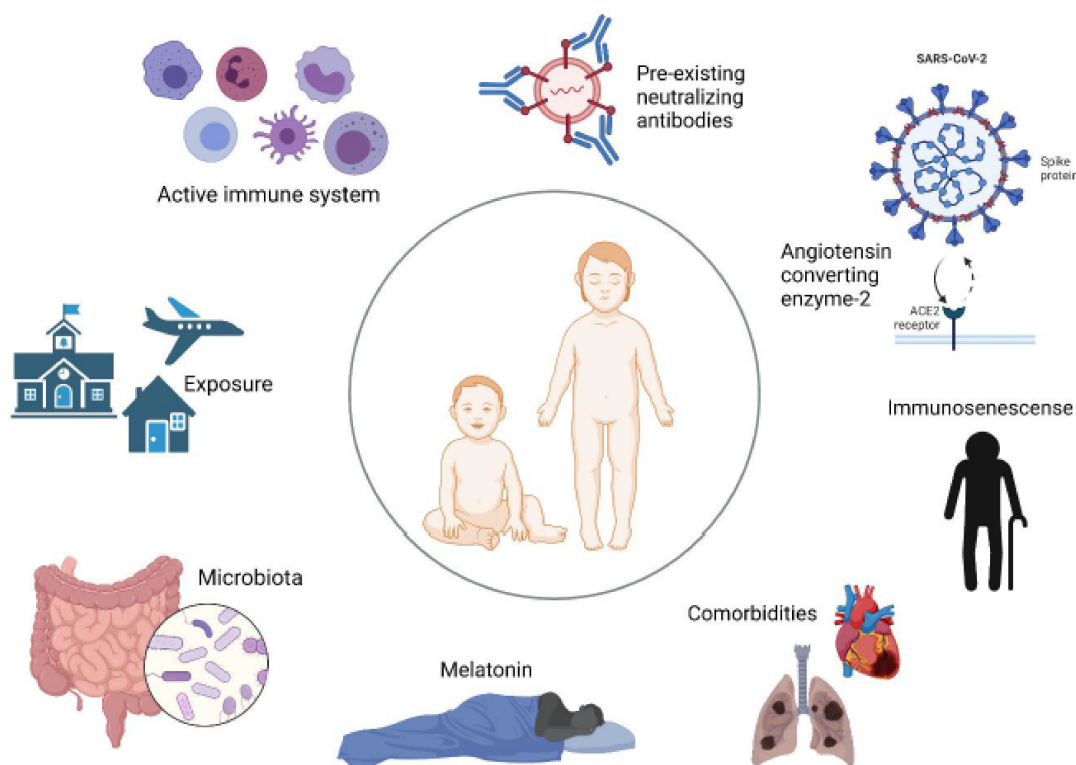 Pre-existing
neutralizing
antibodies
SARS-CoV-2
Spike
protein
Active immune system
Angiotensin
converting
enzyme-2
ACE2
receptor
Exposure
Immunosenescense
Microbiota
Comorbidities
Melatonin